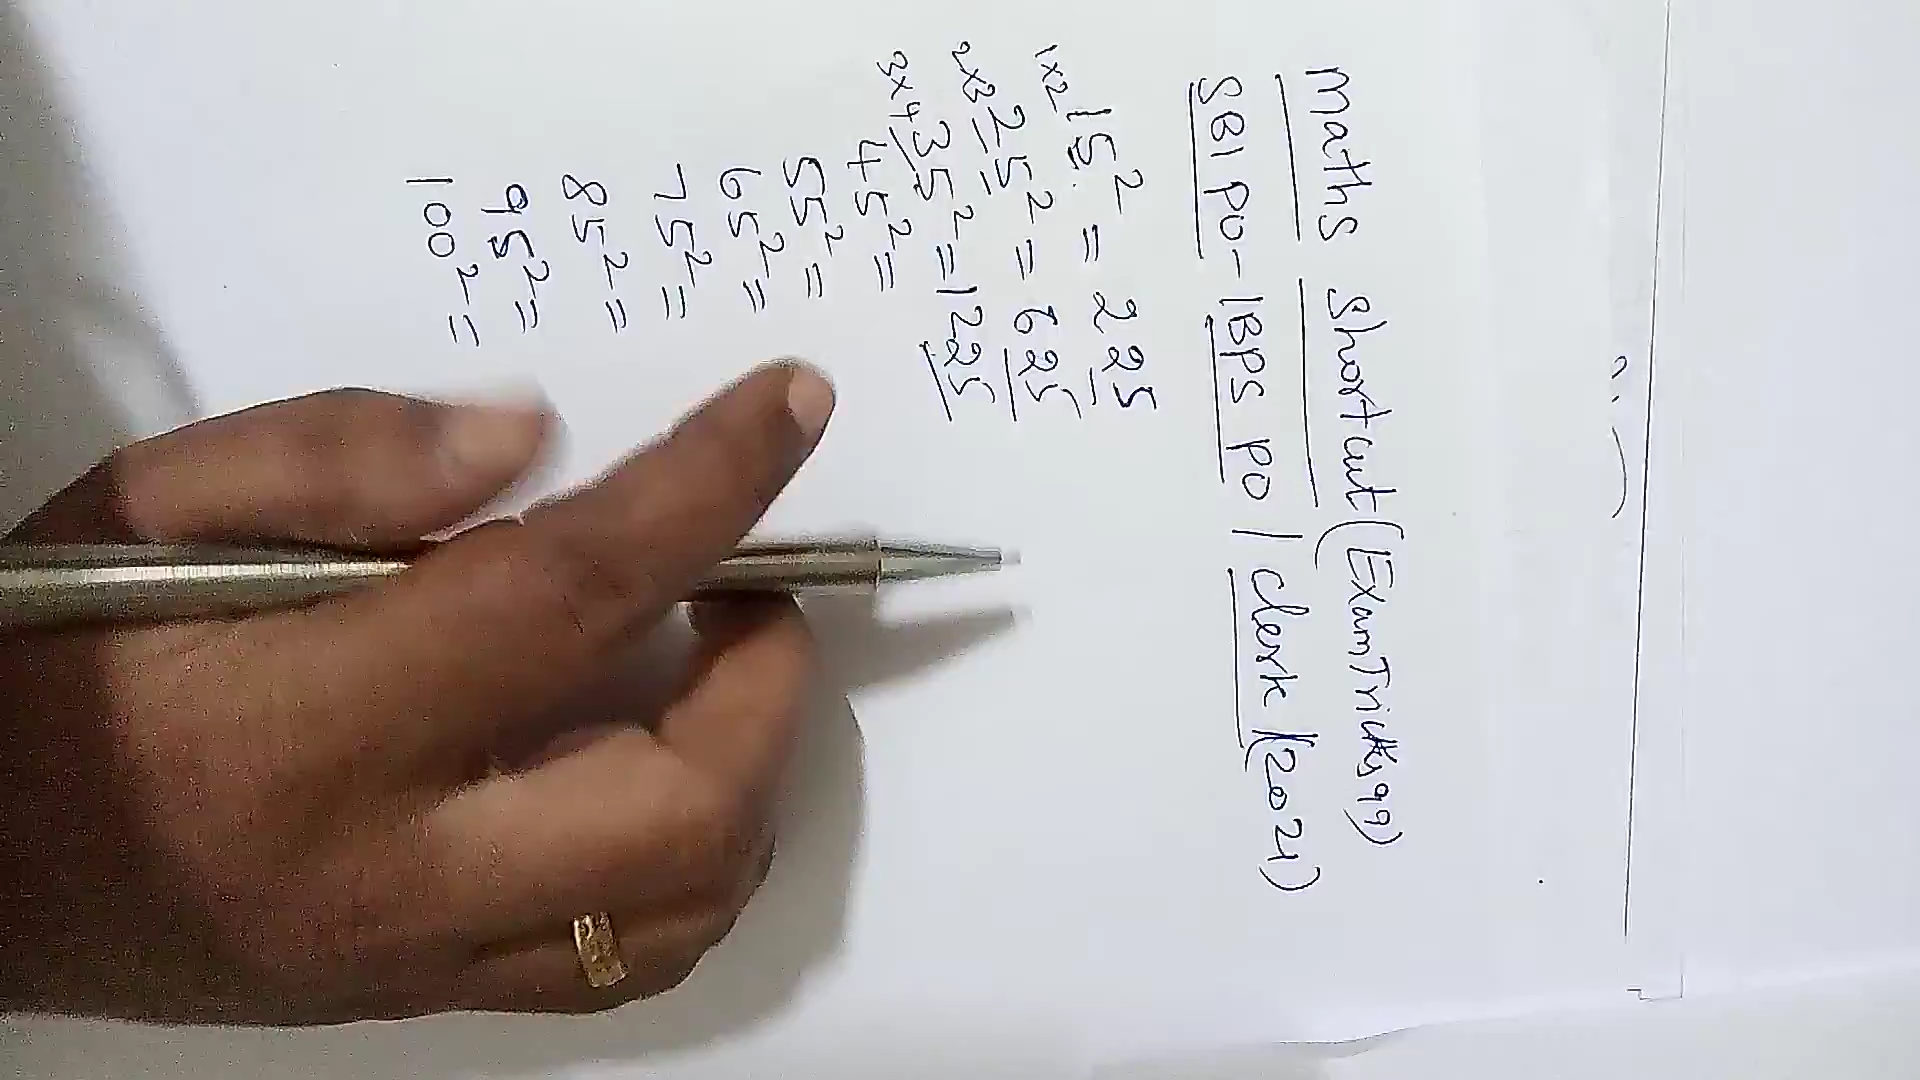 Maths Shortcut (ExamTricks99)
SBI PO-IBPS PO / Clerk (2021)
1x2 15² = 225
2x3 25² = 625
3x4 35² = 1225
45² =
55² =
65² =
75² =
85² =
95² =
100² =